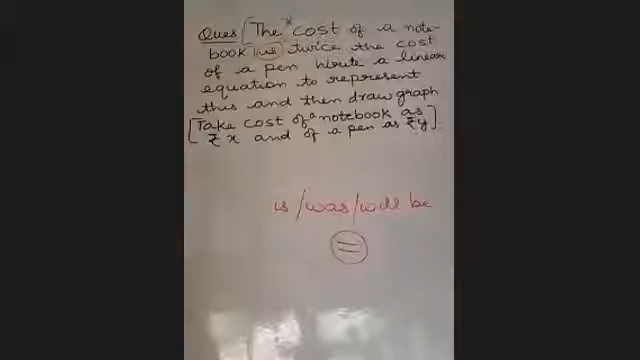 Ques [The cost of a note-
book is twice the cost
of a pen write a linear
equation to represent
this and then draw graph
[Take cost of a notebook as
₹ x and of a pen as ₹ y]
is / was / will be
=